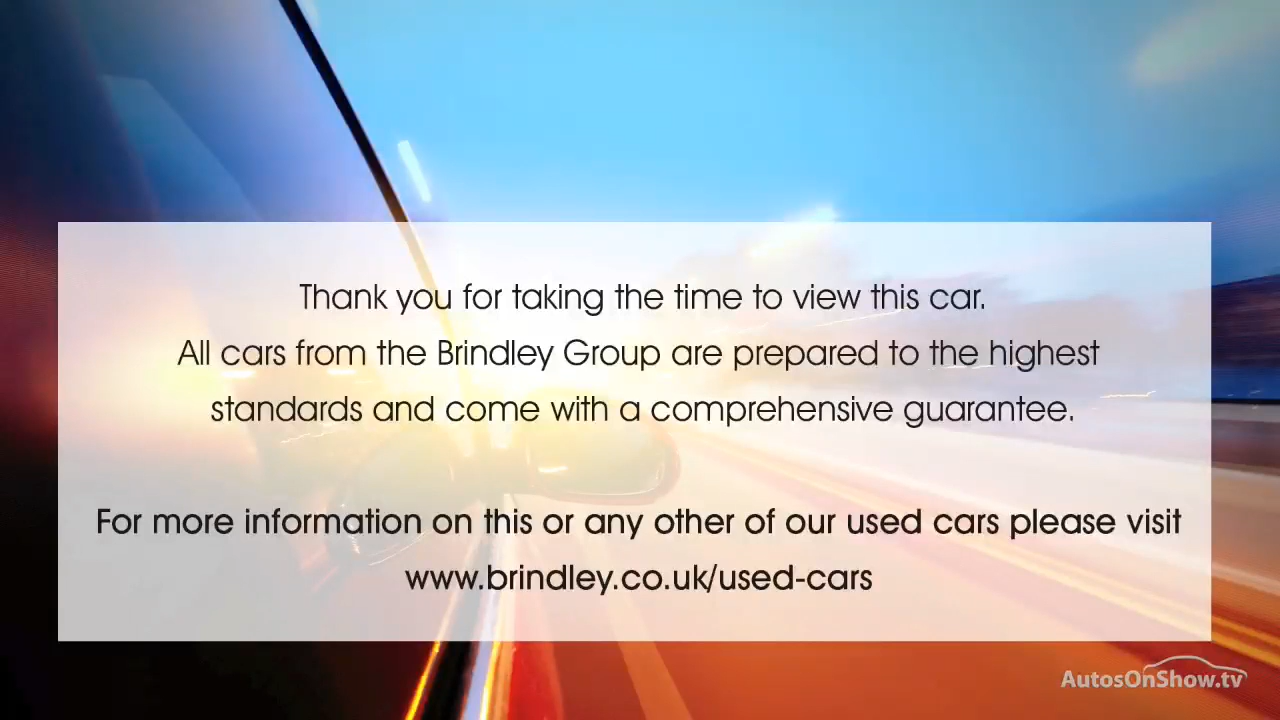 Thank you for taking the time to view this car.
All cars from the Brindley Group are prepared to the highest
standards and come with a comprehensive guarantee.
For more information on this or any other of our used cars please visit
www.brindley.co.uk/used-cars
AutosOnShow.tv